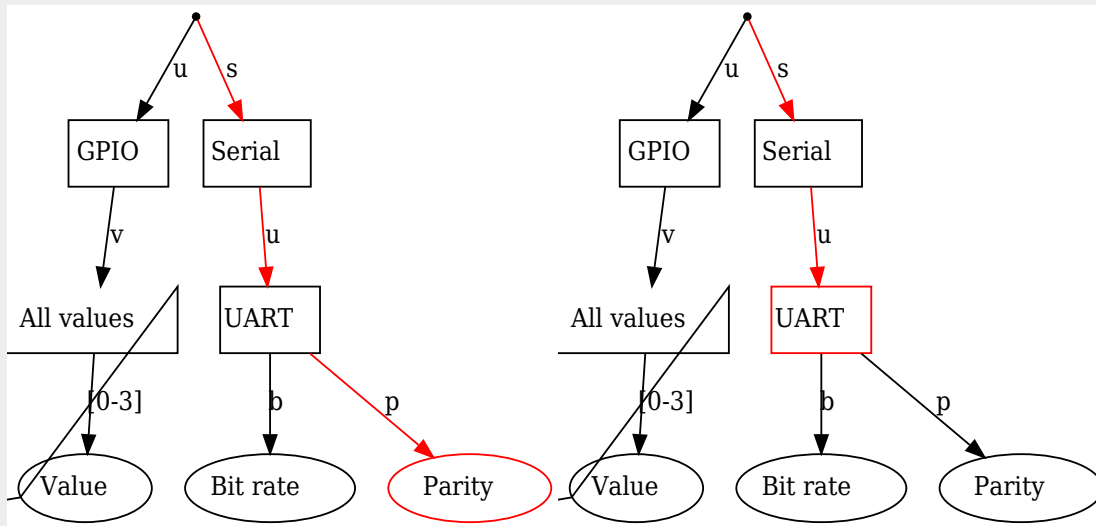 u s u s
GPIO Serial GPIO Serial
v u v u
All values UART All values UART
[0-3] b p [0-3] b p
Value Bit rate Parity Value Bit rate Parity